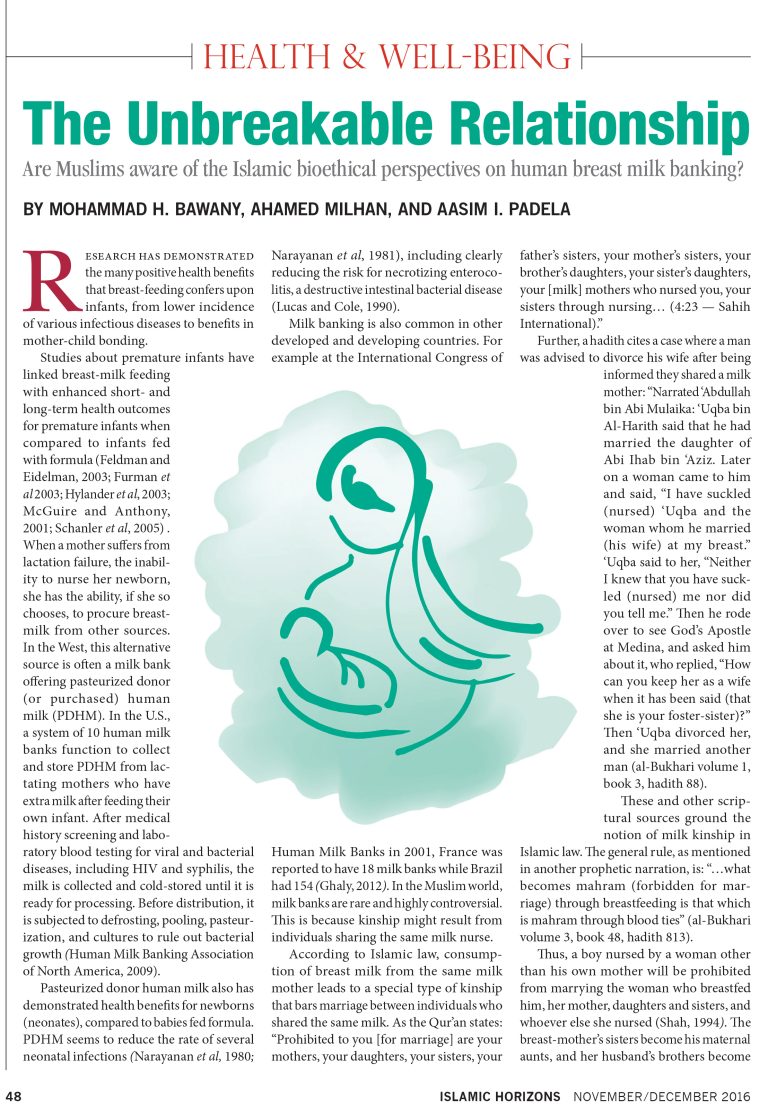 HEALTH & WELL-BEING
The Unbreakable Relationship
Are Muslims aware of the Islamic bioethical perspectives on human breast milk banking?
BY MOHAMMAD H. BAWANY, AHAMED MILHAN, AND AASIM I. PADELA
RESEARCH HAS DEMONSTRATED
the many positive health benefits
that breast-feeding confers upon
infants, from lower incidence
of various infectious diseases to benefits in
mother-child bonding.
Studies about premature infants have
linked breast-milk feeding
with enhanced short- and
long-term health outcomes
for premature infants when
compared to infants fed
with formula (Feldman and
Eidelman, 2003; Furman et
al 2003; Hylander et al, 2003;
McGuire and Anthony,
2001; Schanler et al, 2005) .
When a mother suffers from
lactation failure, the inabil-
ity to nurse her newborn,
she has the ability, if she so
chooses, to procure breast-
milk from other sources.
In the West, this alternative
source is often a milk bank
offering pasteurized donor
(or purchased) human
milk (PDHM). In the U.S.,
a system of 10 human milk
banks function to collect
and store PDHM from lac-
tating mothers who have
extra milk after feeding their
own infant. After medical
history screening and labo-
ratory blood testing for viral and bacterial
diseases, including HIV and syphilis, the
milk is collected and cold-stored until it is
ready for processing. Before distribution, it
is subjected to defrosting, pooling, pasteur-
ization, and cultures to rule out bacterial
growth (Human Milk Banking Association
of North America, 2009).
Pasteurized donor human milk also has
demonstrated health benefits for newborns
(neonates), compared to babies fed formula.
PDHM seems to reduce the rate of several
neonatal infections (Narayanan et al, 1980;
Narayanan et al, 1981), including clearly
reducing the risk for necrotizing enteroco-
litis, a destructive intestinal bacterial disease
(Lucas and Cole, 1990).
Milk banking is also common in other
developed and developing countries. For
example at the International Congress of
Human Milk Banks in 2001, France was
reported to have 18 milk banks while Brazil
had 154 (Ghaly, 2012). In the Muslim world,
milk banks are rare and highly controversial.
This is because kinship might result from
individuals sharing the same milk nurse.
According to Islamic law, consump-
tion of breast milk from the same milk
mother leads to a special type of kinship
that bars marriage between individuals who
shared the same milk. As the Qur'an states:
“Prohibited to you [for marriage] are your
mothers, your daughters, your sisters, your
father's sisters, your mother's sisters, your
brother's daughters, your sister's daughters,
your [milk] mothers who nursed you, your
sisters through nursing… (4:23 — Sahih
International).”
Further, a hadith cites a case where a man
was advised to divorce his wife after being
informed they shared a milk
mother: “Narrated ‘Abdullah
bin Abi Mulaika: ‘Uqba bin
Al-Harith said that he had
married the daughter of
Abi Ihab bin ‘Aziz. Later
on a woman came to him
and said, “I have suckled
(nursed) ‘Uqba and the
woman whom he married
(his wife) at my breast.”
‘Uqba said to her, “Neither
I knew that you have suck-
led (nursed) me nor did
you tell me.” Then he rode
over to see God's Apostle
at Medina, and asked him
about it, who replied, “How
can you keep her as a wife
when it has been said (that
she is your foster-sister)?”
Then ‘Uqba divorced her,
and she married another
man (al-Bukhari volume 1,
book 3, hadith 88).
These and other scrip-
tural sources ground the
notion of milk kinship in
Islamic law. The general rule, as mentioned
in another prophetic narration, is: “…what
becomes mahram (forbidden for mar-
riage) through breastfeeding is that which
is mahram through blood ties” (al-Bukhari
volume 3, book 48, hadith 813).
Thus, a boy nursed by a woman other
than his own mother will be prohibited
from marrying the woman who breastfed
him, her mother, daughters and sisters, and
whoever else she nursed (Shah, 1994). The
breast-mother's sisters become his maternal
aunts, and her husband's brothers become
48
ISLAMIC HORIZONS NOVEMBER/DECEMBER 2016